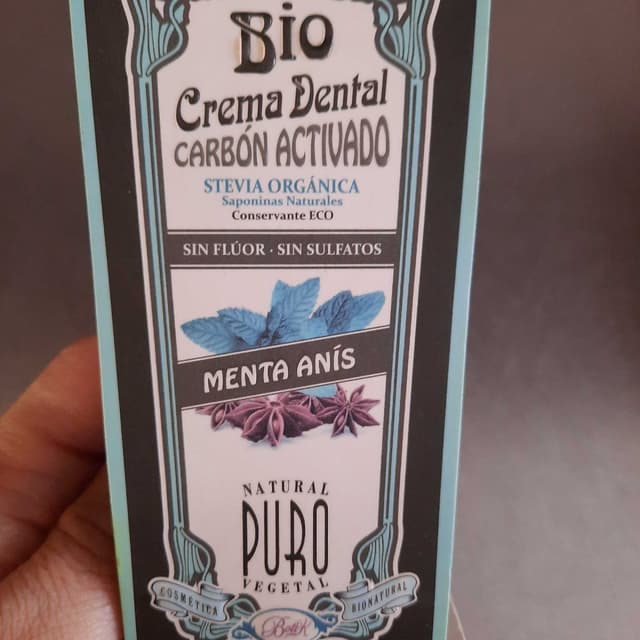 Bio
Crema Dental
CARBÓN ACTIVADO
STEVIA ORGÁNICA
Saponinas Naturales
Conservante ECO
SIN FLÚOR · SIN SULFATOS
MENTA ANÍS
NATURAL
PURO
VEGETAL
COSMÉTICA BIONATURAL